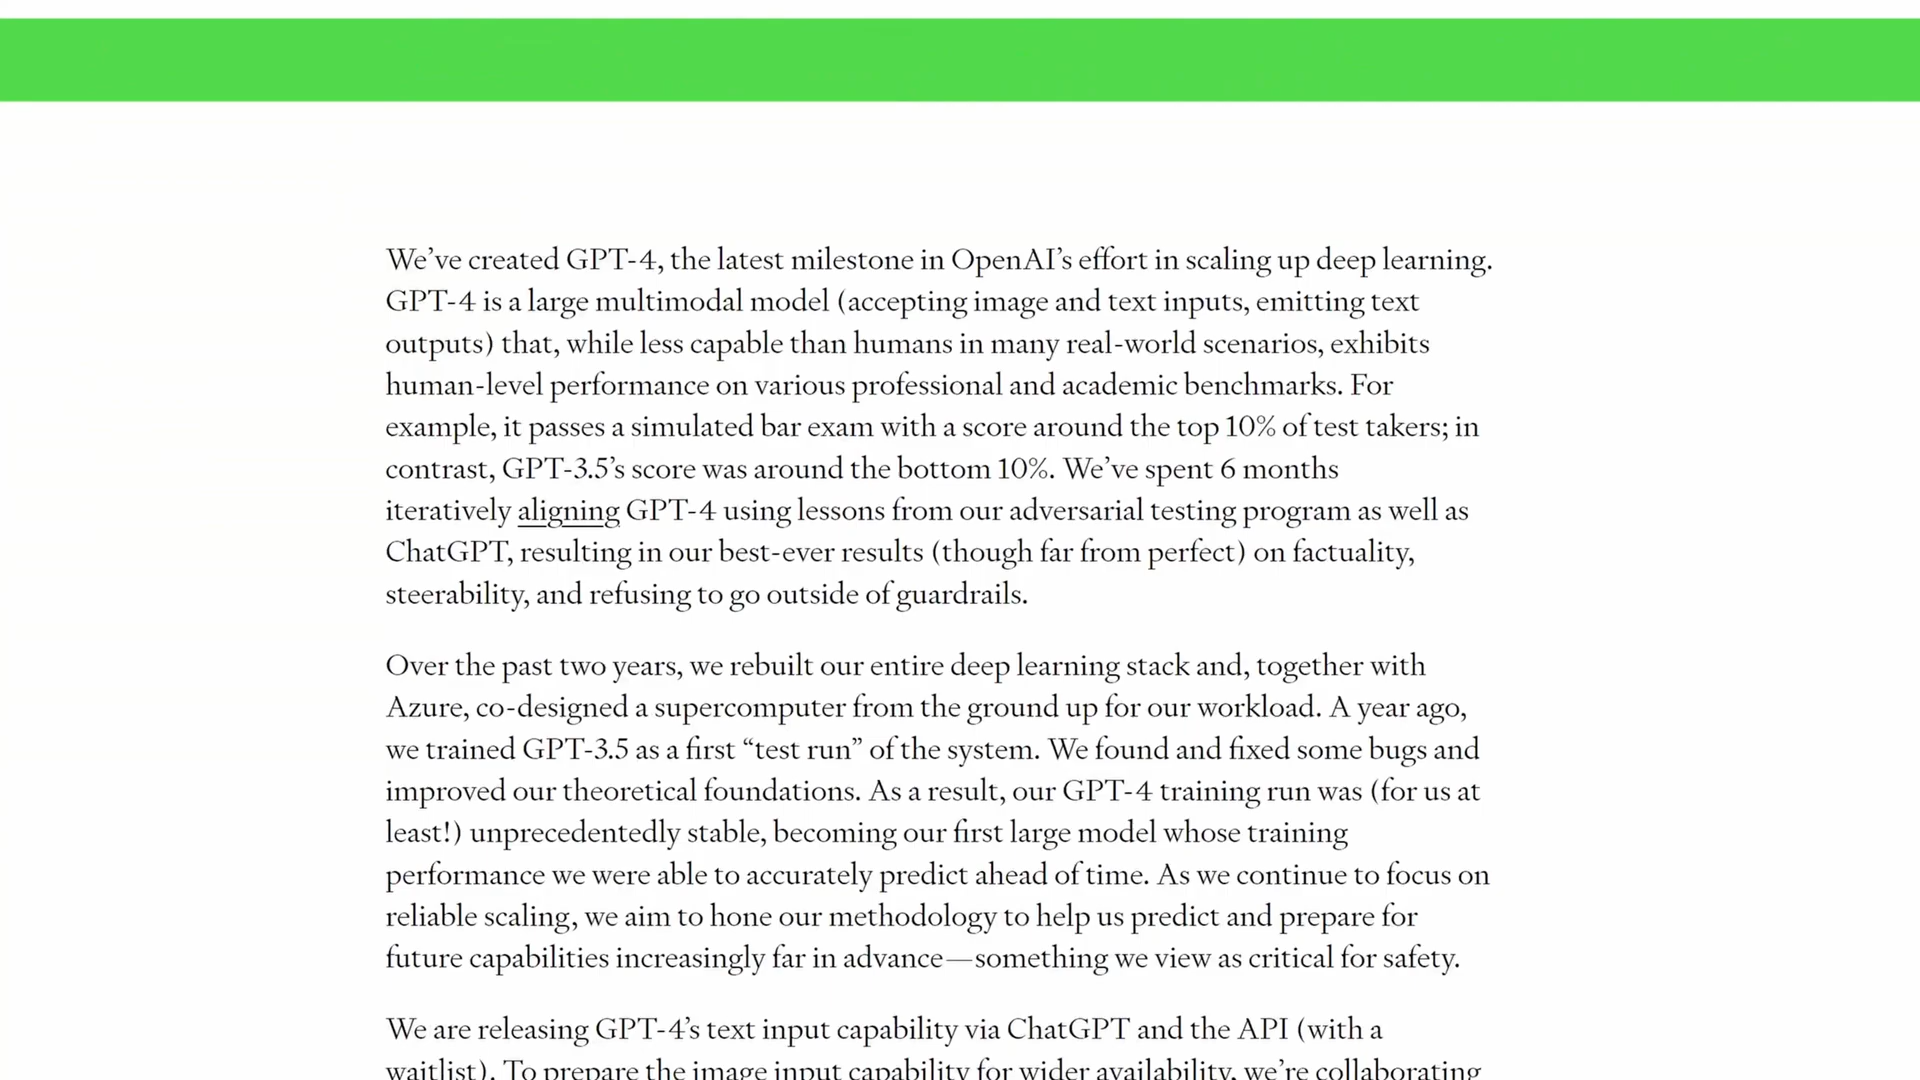 We’ve created GPT-4, the latest milestone in OpenAI’s effort in scaling up deep learning.
GPT-4 is a large multimodal model (accepting image and text inputs, emitting text
outputs) that, while less capable than humans in many real-world scenarios, exhibits
human-level performance on various professional and academic benchmarks. For
example, it passes a simulated bar exam with a score around the top 10% of test takers; in
contrast, GPT-3.5’s score was around the bottom 10%. We’ve spent 6 months
iteratively aligning GPT-4 using lessons from our adversarial testing program as well as
ChatGPT, resulting in our best-ever results (though far from perfect) on factuality,
steerability, and refusing to go outside of guardrails.
Over the past two years, we rebuilt our entire deep learning stack and, together with
Azure, co-designed a supercomputer from the ground up for our workload. A year ago,
we trained GPT-3.5 as a first “test run” of the system. We found and fixed some bugs and
improved our theoretical foundations. As a result, our GPT-4 training run was (for us at
least!) unprecedentedly stable, becoming our first large model whose training
performance we were able to accurately predict ahead of time. As we continue to focus on
reliable scaling, we aim to hone our methodology to help us predict and prepare for
future capabilities increasingly far in advance—something we view as critical for safety.
We are releasing GPT-4’s text input capability via ChatGPT and the API (with a
waitlist). To prepare the image input capability for wider availability, we’re collaborating